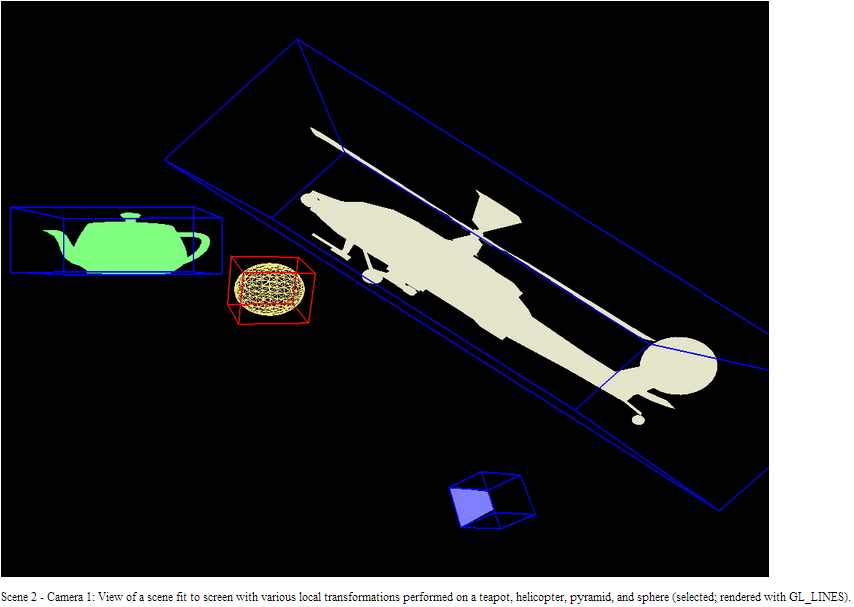 Scene 2 - Camera 1: View of a scene fit to screen with various local transformations performed on a teapot, helicopter, pyramid, and sphere (selected; rendered with GL_LINES).